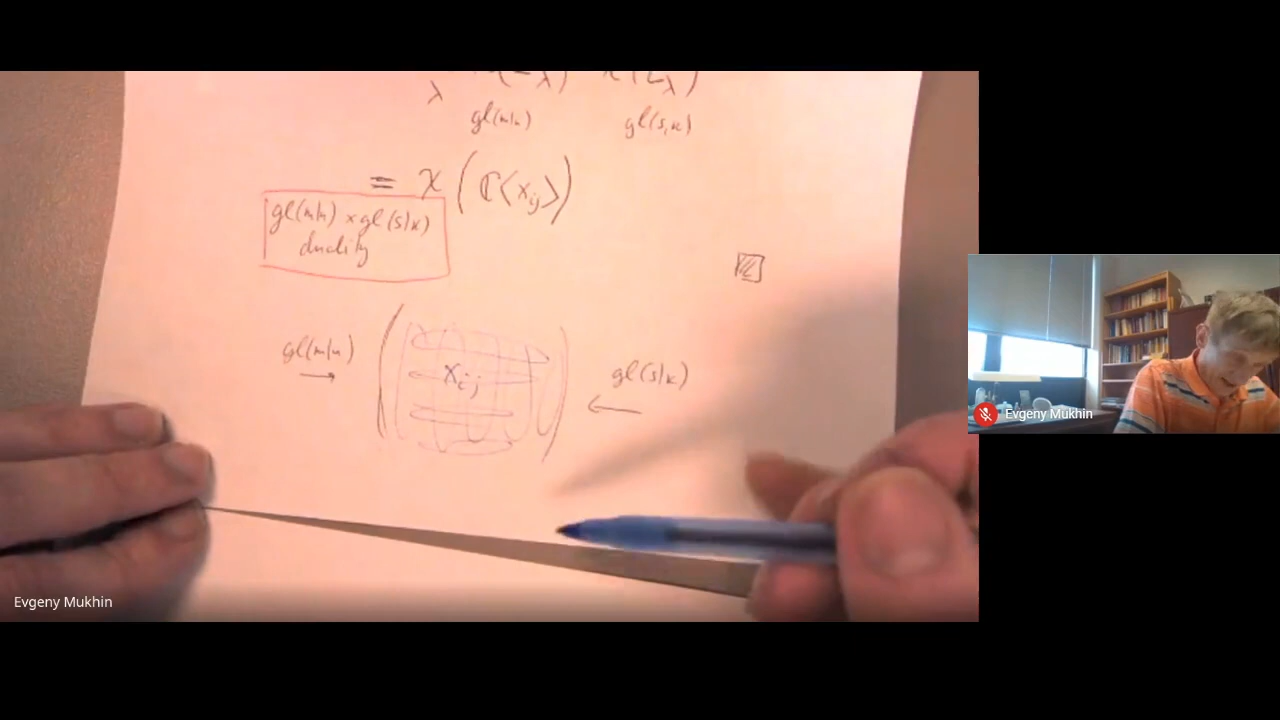 λ
gl(m|n) gl(s|k)
= χ (ℂ⟨x_ij⟩)
gl(m|n) × gl(s|k)
duality
gl(m|n)
→
x_ij
gl(s|k)
←
Evgeny Mukhin
Evgeny Mukhin